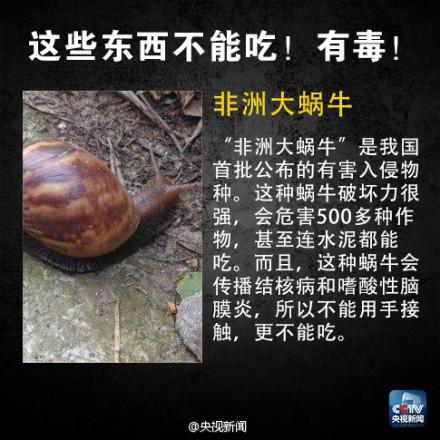 这些东西不能吃！有毒！
非洲大蜗牛
“非洲大蜗牛”是我国
首批公布的有害入侵物
种。这种蜗牛破坏力很
强，会危害500多种作
物，甚至连水泥都能
吃。而且，这种蜗牛会
传播结核病和嗜酸性脑
膜炎，所以不能用手接
触，更不能吃。
CCTV
央视新闻
@央视新闻